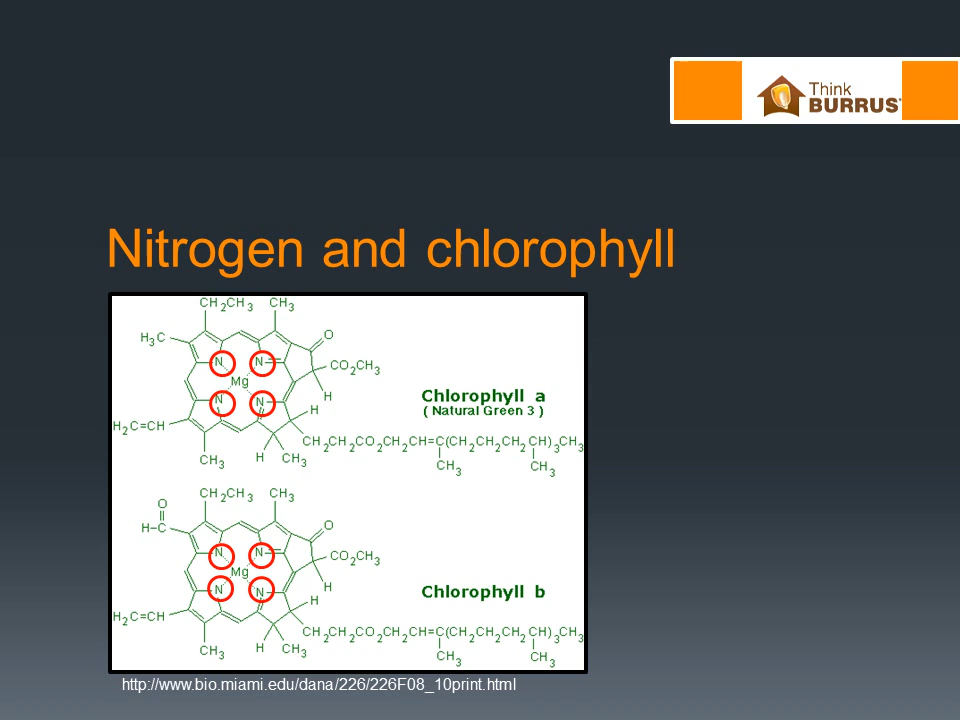 Think
BURRUS
Nitrogen and chlorophyll
CH2CH3 CH3
H3C
O
N N
CO2CH3
Mg
H
N N
Chlorophyll a
( Natural Green 3 )
H
H2C=CH
CH2CH2CO2CH2CH=C(CH2CH2CH2CH)3CH3
CH3 H CH3 CH3 CH3
CH2CH3 CH3
O
H-C
O
N N
CO2CH3
Mg
H
N N
Chlorophyll b
H
H2C=CH
CH2CH2CO2CH2CH=C(CH2CH2CH2CH)3CH3
CH3 H CH3 CH3 CH3
http://www.bio.miami.edu/dana/226/226F08_10print.html